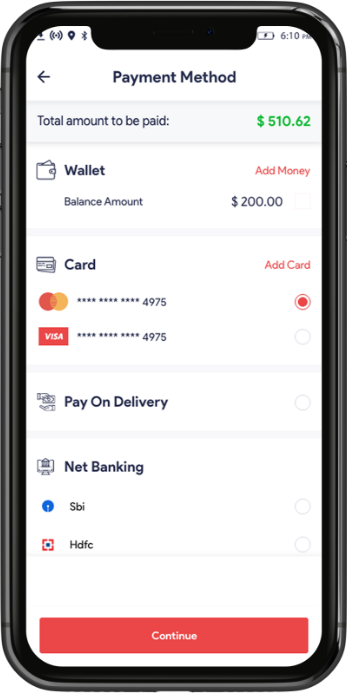 6:10 PM
Payment Method
Total amount to be paid: $ 510.62
Wallet Add Money
Balance Amount $ 200.00
Card Add Card
**** **** **** 4975
VISA **** **** **** 4975
Pay On Delivery
Net Banking
Sbi
Hdfc
Continue